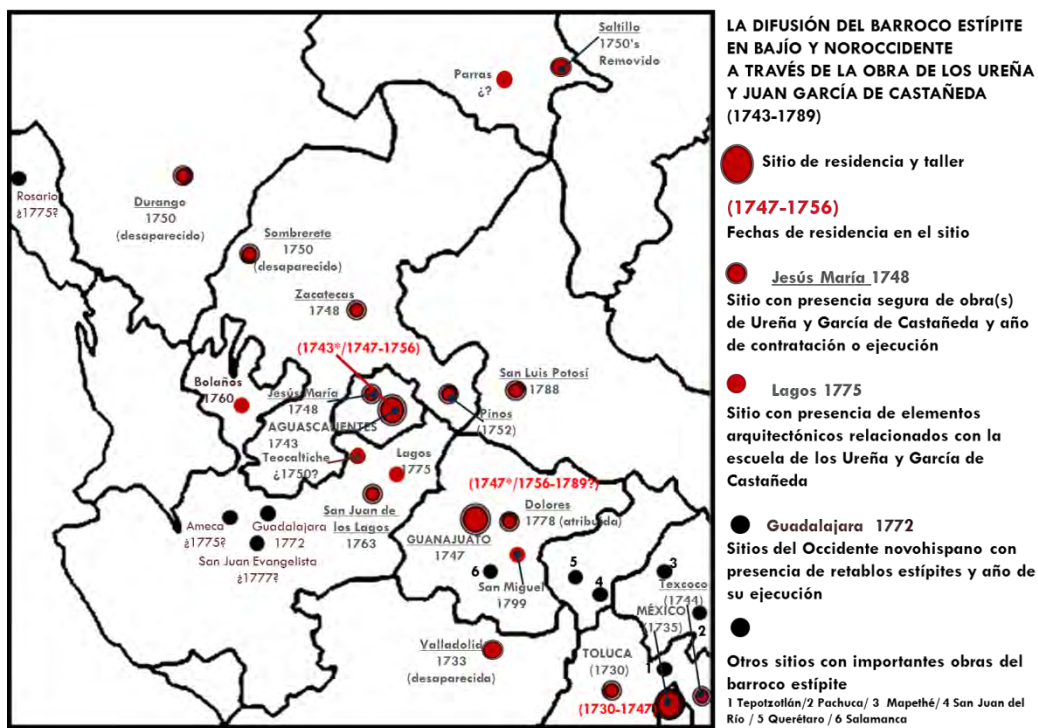 Saltillo
1750's
Removido
Parras
¿?
Rosario
¿1775?
Durango
1750
(desaparecido)
Sombrerete
1750
(desaparecido)
Zacatecas
1748
(1743*/1747-1756)
Bolaños
1760
Jesús María
1748
AGUASCALIENTES
1743
San Luis Potosí
1788
Pinos
(1752)
Teocaltiche
¿1750?
Lagos
1775
(1747*/1756-1789?)
San Juan de
los Lagos
1763
Dolores
1778 (atribuida)
GUANAJUATO
1747
Ameca
¿1775?
Guadalajara
1772
San Juan Evangelista
¿1777?
6
San Miguel
1799
5
4
3
Texcoco
(1744)
MÉXICO
(1735)
2
1
Valladolid
1733
(desaparecida)
TOLUCA
(1730)
(1730-1747)
LA DIFUSIÓN DEL BARROCO ESTÍPITE
EN BAJÍO Y NOROCCIDENTE
A TRAVÉS DE LA OBRA DE LOS UREÑA
Y JUAN GARCÍA DE CASTAÑEDA
(1743-1789)
Sitio de residencia y taller
(1747-1756)
Fechas de residencia en el sitio
Jesús María 1748
Sitio con presencia segura de obra(s)
de Ureña y García de Castañeda y año
de contratación o ejecución
Lagos 1775
Sitio con presencia de elementos
arquitectónicos relacionados con la
escuela de los Ureña y García de
Castañeda
Guadalajara 1772
Sitios del Occidente novohispano con
presencia de retablos estípites y año de
su ejecución
Otros sitios con importantes obras del
barroco estípite
1 Tepotzotlán/2 Pachuca/ 3 Mapethé/ 4 San Juan del
Río / 5 Querétaro / 6 Salamanca